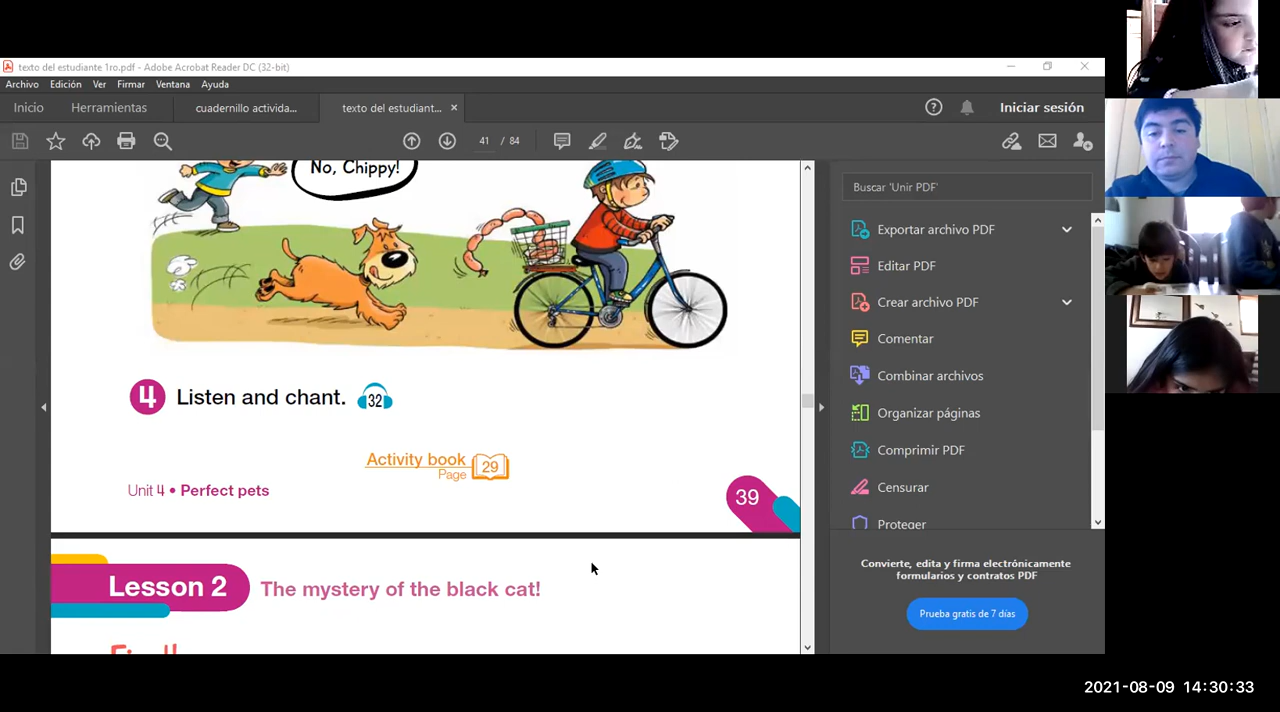 texto del estudiante 1ro.pdf - Adobe Acrobat Reader DC (32-bit)
Archivo Edición Ver Firmar Ventana Ayuda
Inicio Herramientas cuadernillo activida... texto del estudiant... × Iniciar sesión
41 / 84
No, Chippy!
4 Listen and chant. 32
Activity book
Page 29
Unit 4 • Perfect pets
39
Lesson 2 The mystery of the black cat!
Buscar 'Unir PDF'
Exportar archivo PDF
Editar PDF
Crear archivo PDF
Comentar
Combinar archivos
Organizar páginas
Comprimir PDF
Censurar
Proteger
Convierte, edita y firma electrónicamente
formularios y contratos PDF
Prueba gratis de 7 días
2021-08-09 14:30:33